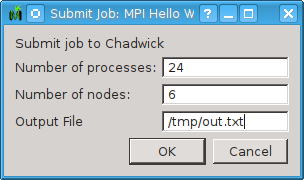 Submit Job: MPI Hello W
Submit job to Chadwick
Number of processes: 24
Number of nodes: 6
Output File /tmp/out.txt
OK Cancel